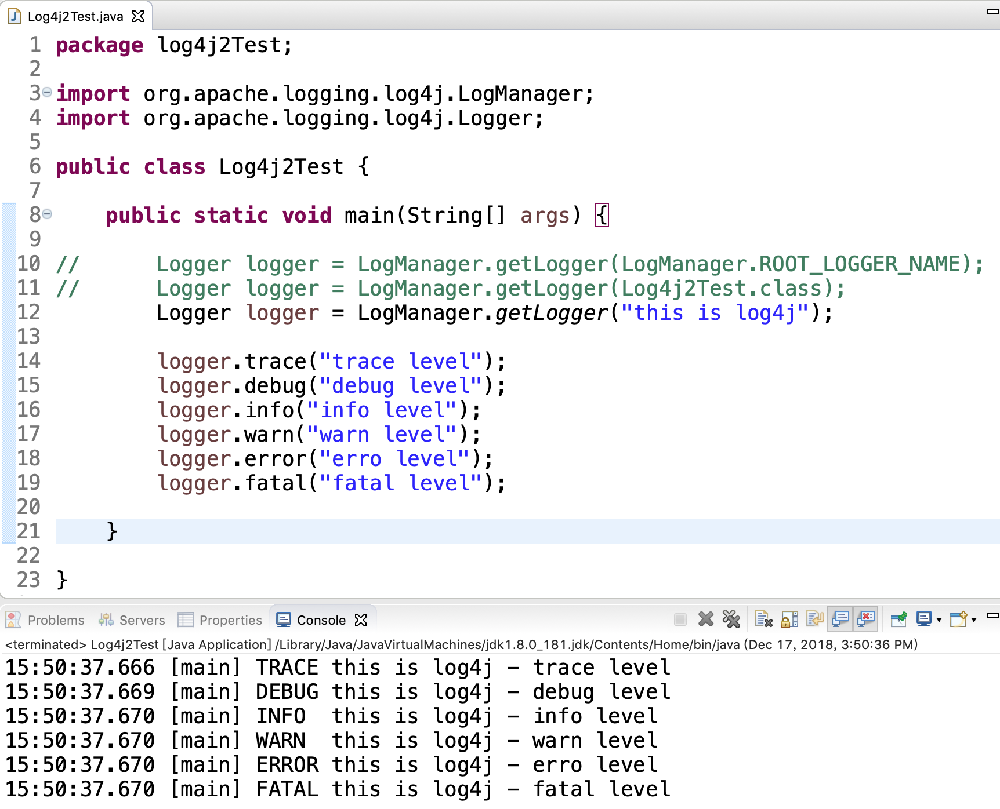 Log4j2Test.java
1 package log4j2Test;
2
3 import org.apache.logging.log4j.LogManager;
4 import org.apache.logging.log4j.Logger;
5
6 public class Log4j2Test {
7
8     public static void main(String[] args) {
9
10 //      Logger logger = LogManager.getLogger(LogManager.ROOT_LOGGER_NAME);
11 //      Logger logger = LogManager.getLogger(Log4j2Test.class);
12         Logger logger = LogManager.getLogger("this is log4j");
13
14         logger.trace("trace level");
15         logger.debug("debug level");
16         logger.info("info level");
17         logger.warn("warn level");
18         logger.error("erro level");
19         logger.fatal("fatal level");
20
21     }
22
23 }
Problems Servers Properties Console
<terminated> Log4j2Test [Java Application] /Library/Java/JavaVirtualMachines/jdk1.8.0_181.jdk/Contents/Home/bin/java (Dec 17, 2018, 3:50:36 PM)
15:50:37.666 [main] TRACE this is log4j – trace level
15:50:37.669 [main] DEBUG this is log4j – debug level
15:50:37.670 [main] INFO  this is log4j – info level
15:50:37.670 [main] WARN  this is log4j – warn level
15:50:37.670 [main] ERROR this is log4j – erro level
15:50:37.670 [main] FATAL this is log4j – fatal level